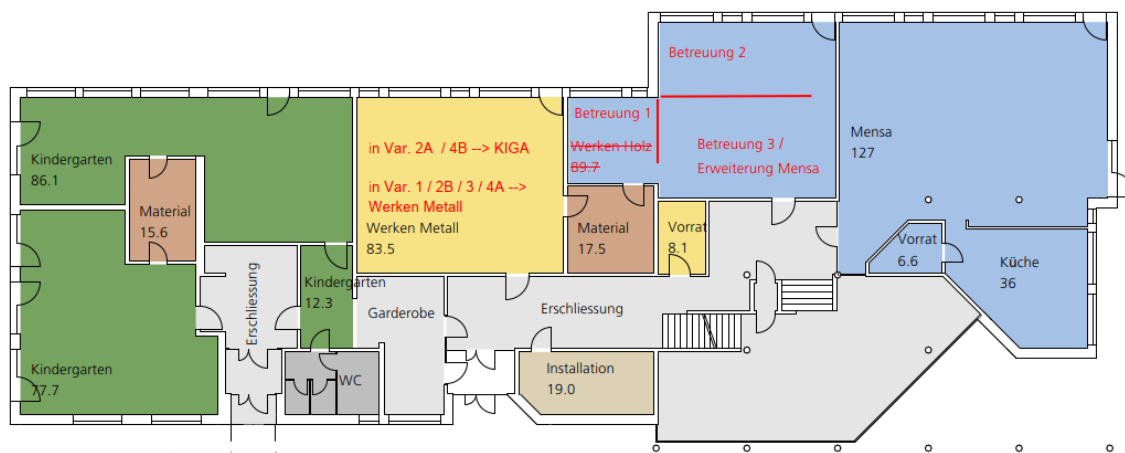 Betreuung 2
Betreuung 1
Werken Holz
89.7
Betreuung 3 /
Erweiterung Mensa
Mensa
127
in Var. 2A / 4B --> KIGA
in Var. 1 / 2B / 3 / 4A -->
Werken Metall
Werken Metall
83.5
Kindergarten
86.1
Material
15.6
Material
17.5
Vorrat
8.1
Vorrat
6.6
Küche
36
Erschliessung
Kindergarten
12.3
Garderobe
Erschliessung
Kindergarten
77.7
WC
Installation
19.0